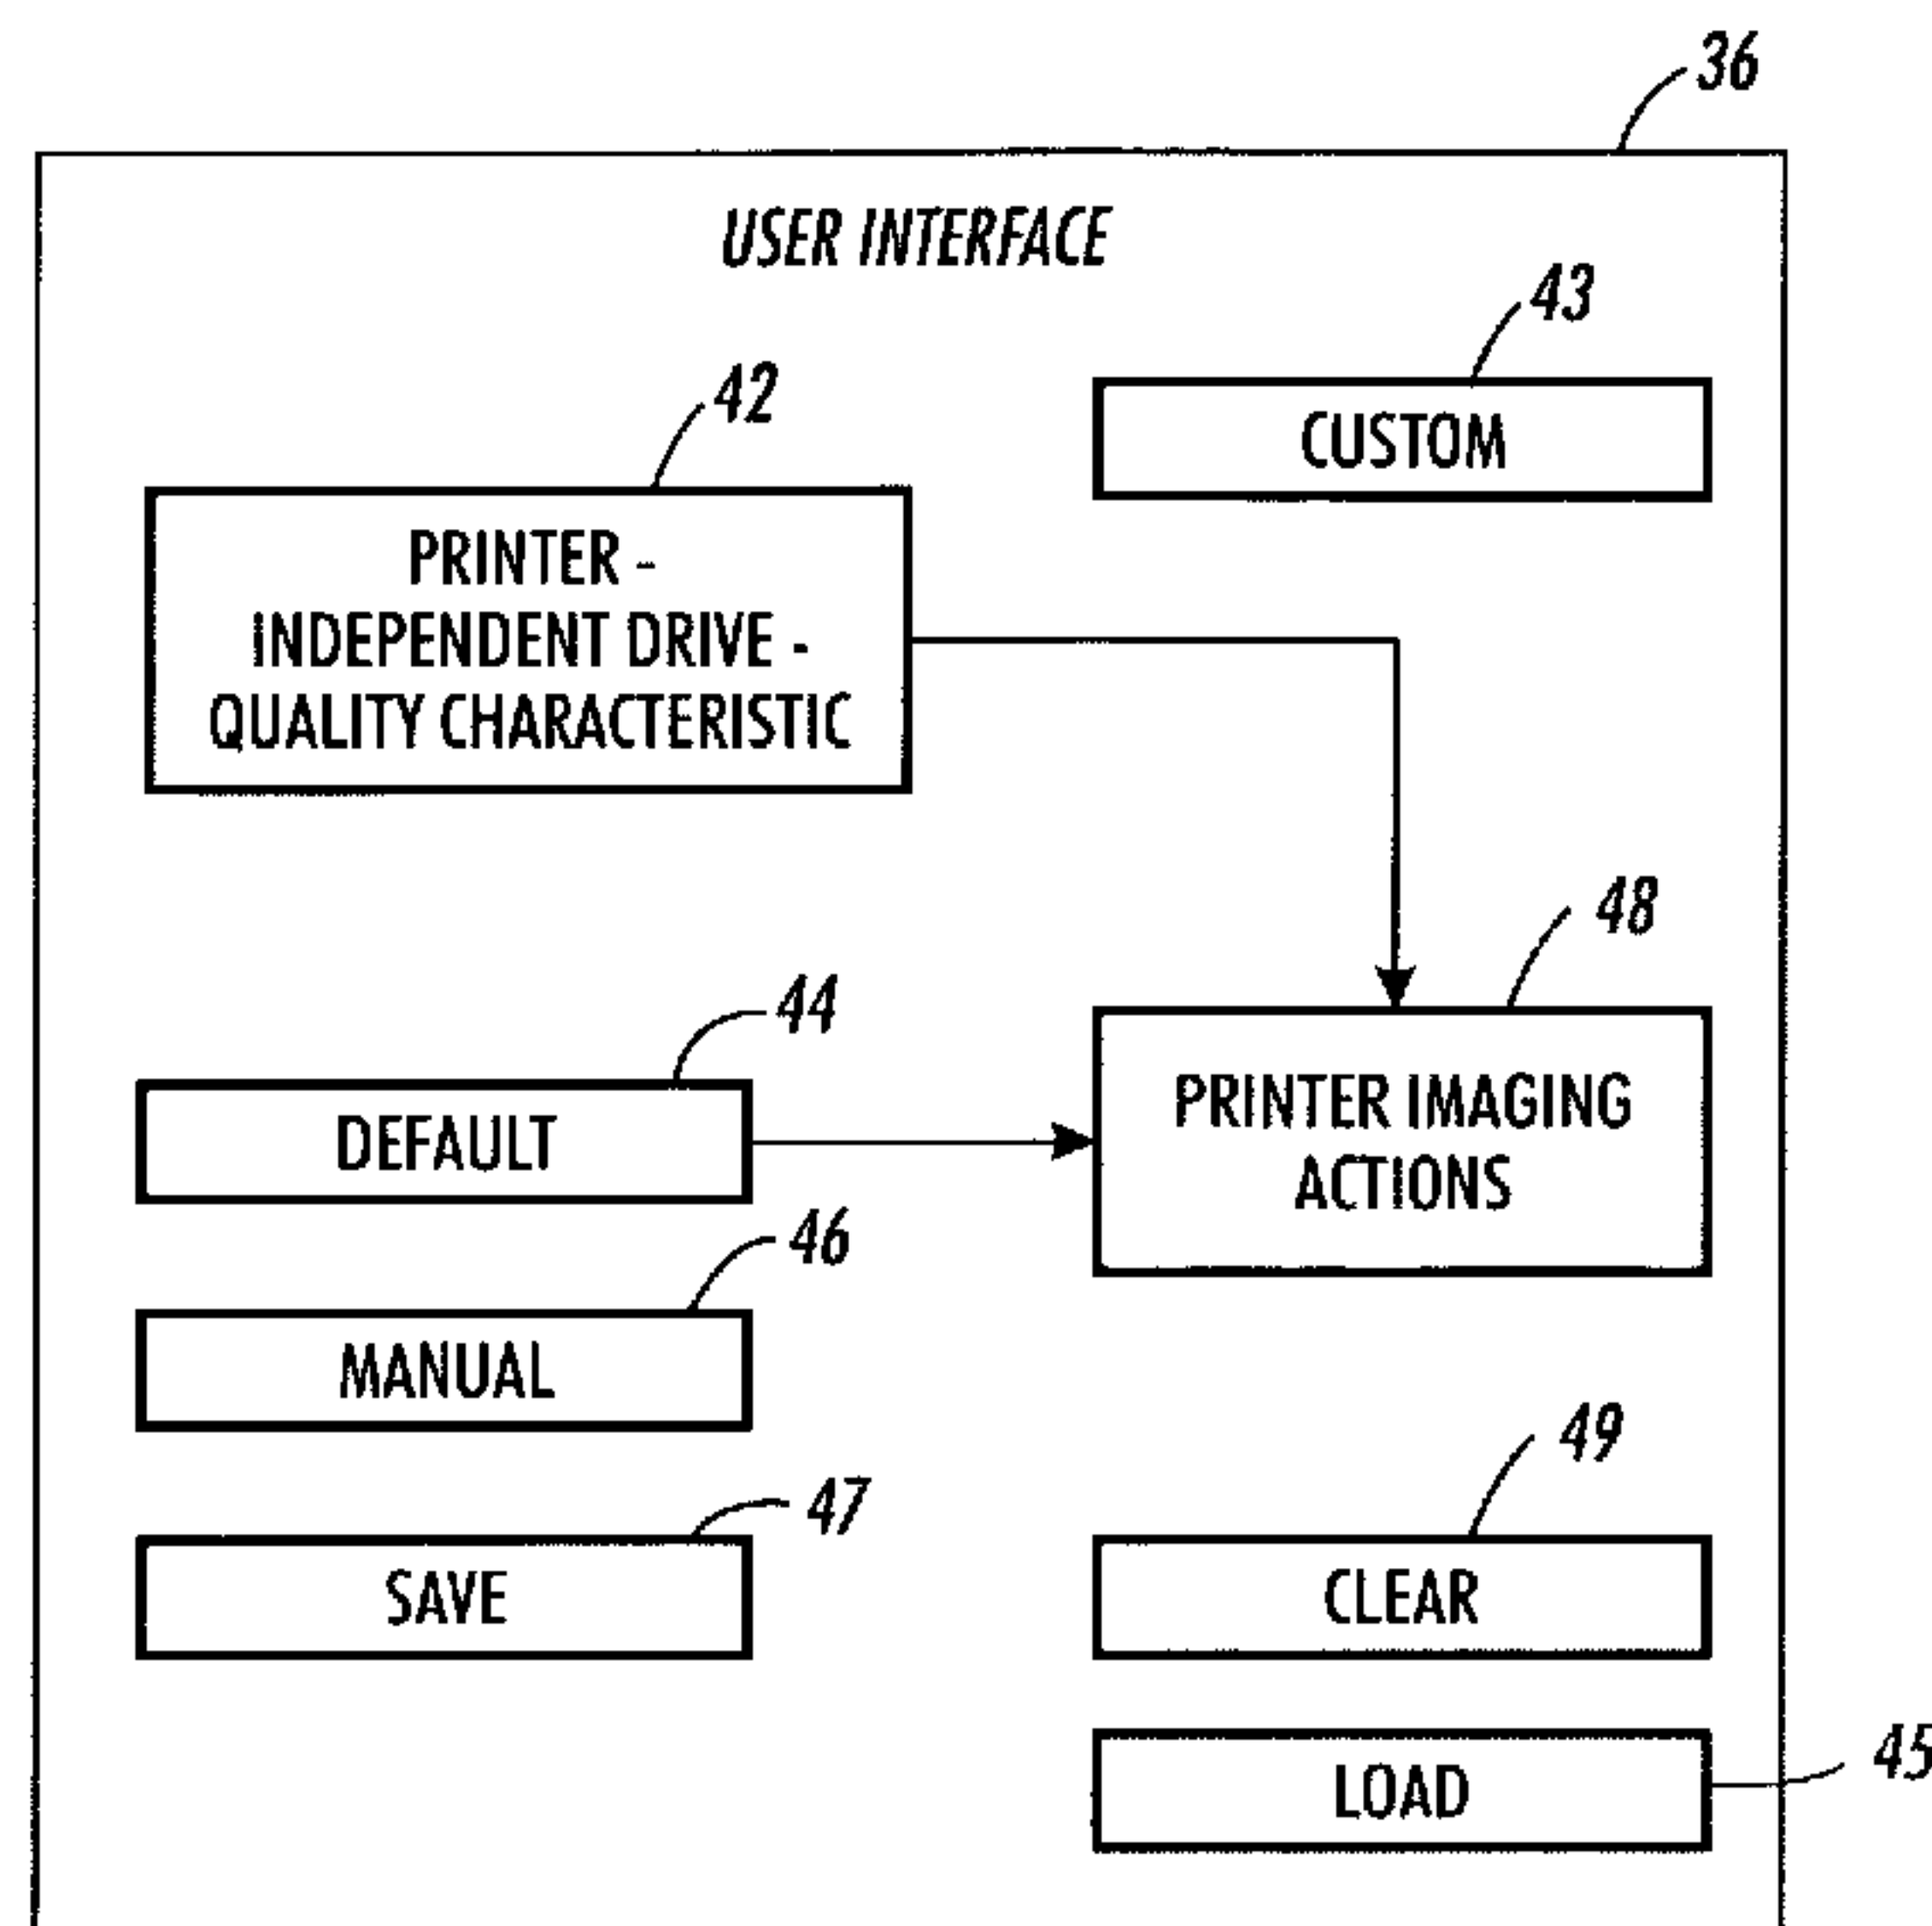 36
USER INTERFACE
43
42
CUSTOM
PRINTER -
INDEPENDENT DRIVE -
QUALITY CHARACTERISTIC
48
44
DEFAULT
PRINTER IMAGING
ACTIONS
46
MANUAL
49
47
SAVE
CLEAR
45
LOAD